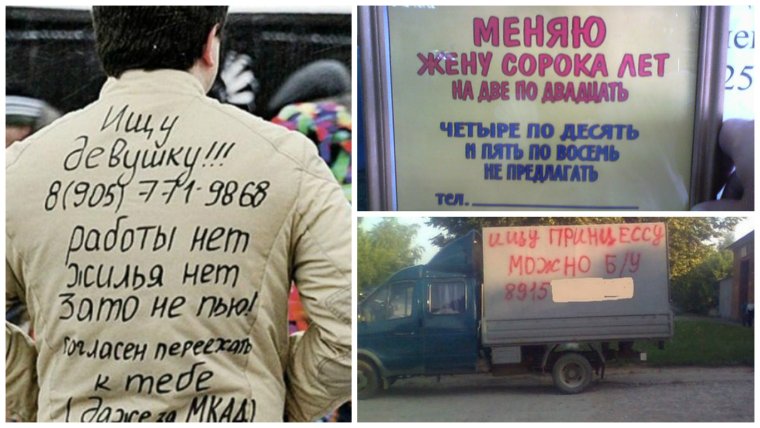 Ищу
девушку!!!
8(905) 771-9868
работы нет
жилья нет
Зато не пью!
Согласен переехать
к тебе
(даже за МКАД)
МЕНЯЮ
ЖЕНУ СОРОКА ЛЕТ
НА ДВЕ ПО ДВАДЦАТЬ
ЧЕТЫРЕ ПО ДЕСЯТЬ
И ПЯТЬ ПО ВОСЕМЬ
НЕ ПРЕДЛАГАТЬ
тел.
25
ИЩУ ПРИНЦЕССУ
МОЖНО Б/У
8915